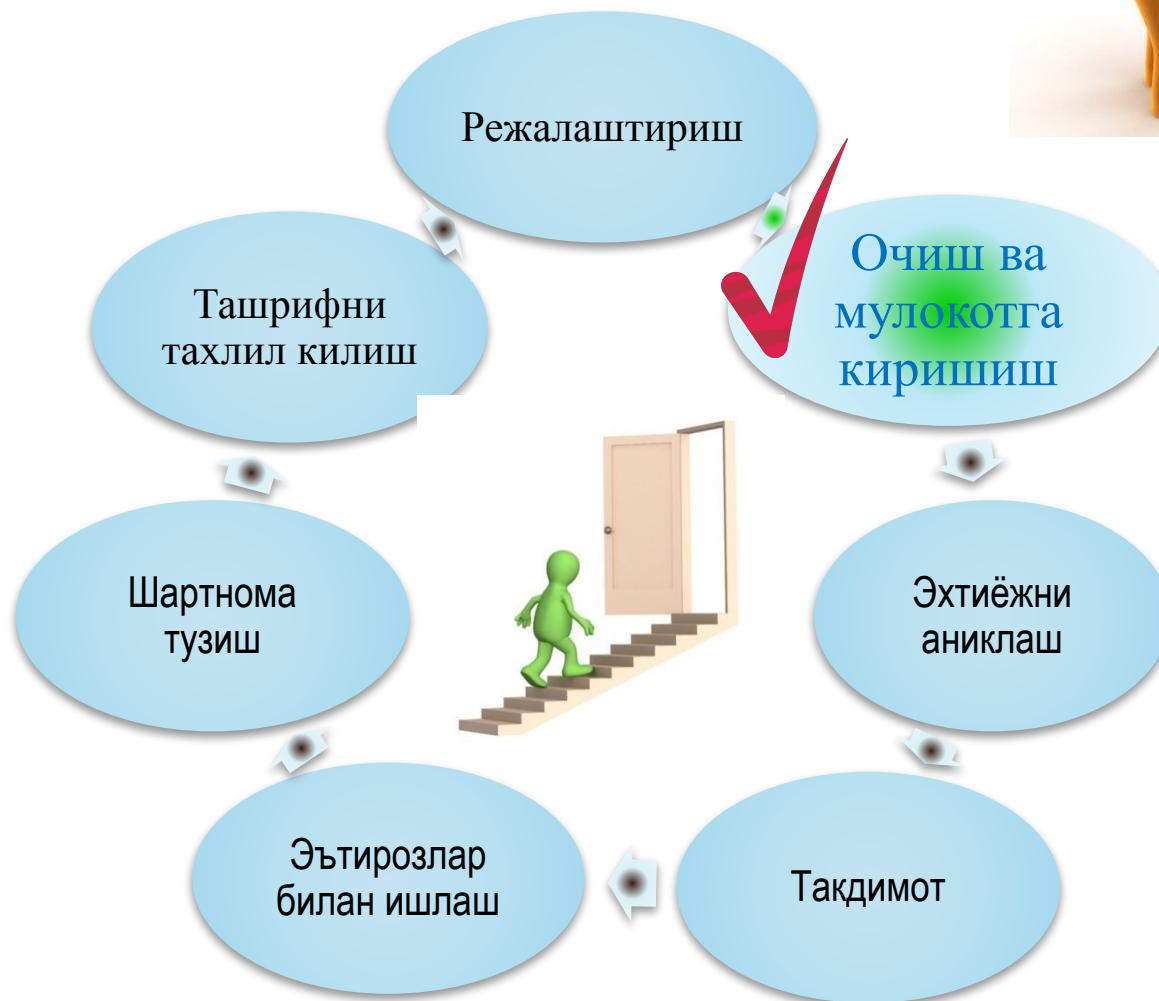 Режалаштириш
Очиш ва
мулокотга
киришиш
Эхтиёжни
аниклаш
Такдимот
Эътирозлар
билан ишлаш
Шартнома
тузиш
Ташрифни
тахлил килиш